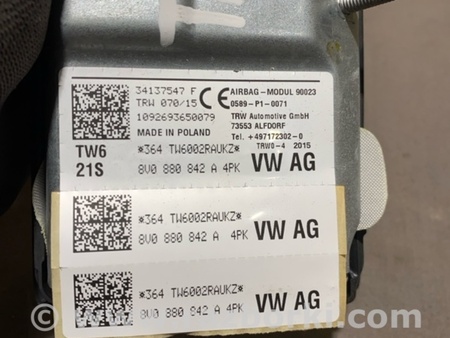 34137547 F
TRW 070/15
1092693650079
MADE IN POLAND
CE
AIRBAG-MODUL 90023
0589-P1-0071
TRW Automotive GmbH
73553 ALFDORF
Tel. +497172302-0
TRWO-4 2015
TW6
21S
*364 TW6002RAUKZ*
8V0 880 842 A 4PK
VW AG
*364 TW6002RAUKZ*
8V0 880 842 A 4PK
VW AG
*364 TW6002RAUKZ*
8V0 880 842 A 4PK
VW AG